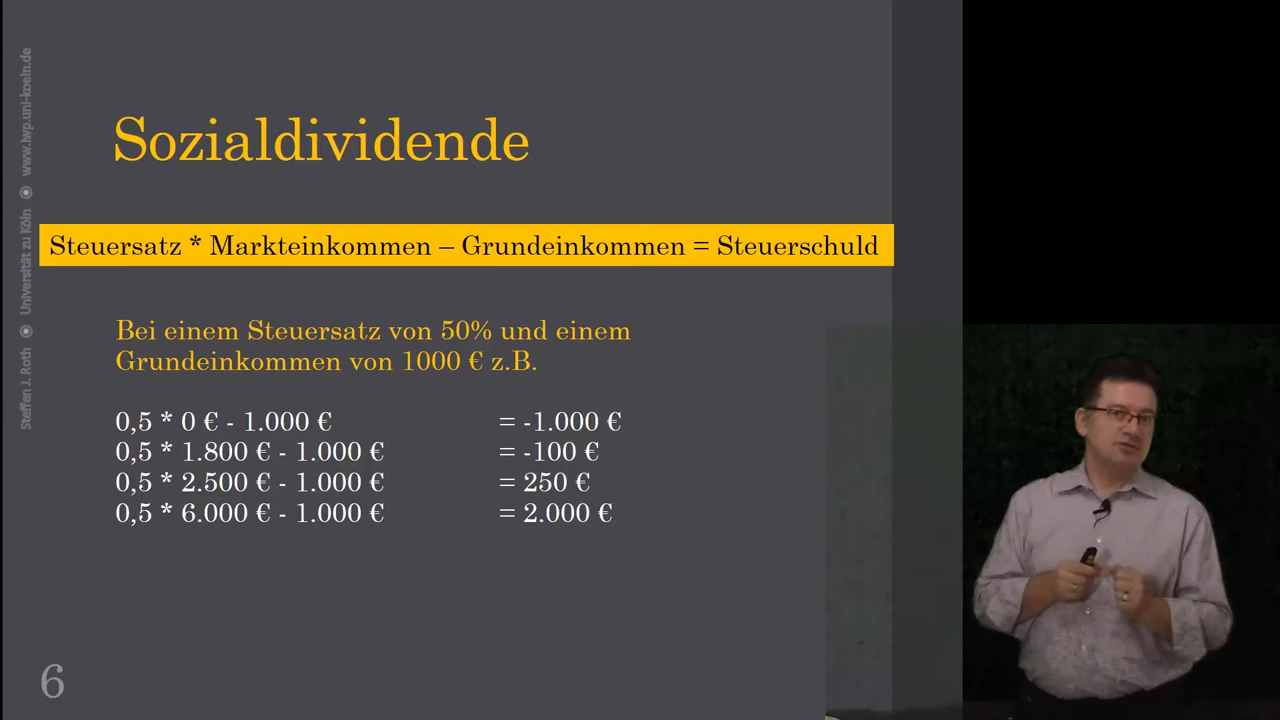 Steffen J. Roth ◉ Universität zu Köln ◉ www.iwp.uni-koeln.de
Sozialdividende
Steuersatz * Markteinkommen – Grundeinkommen = Steuerschuld
Bei einem Steuersatz von 50% und einem
Grundeinkommen von 1000 € z.B.
0,5 * 0 € - 1.000 € = -1.000 €
0,5 * 1.800 € - 1.000 € = -100 €
0,5 * 2.500 € - 1.000 € = 250 €
0,5 * 6.000 € - 1.000 € = 2.000 €
6